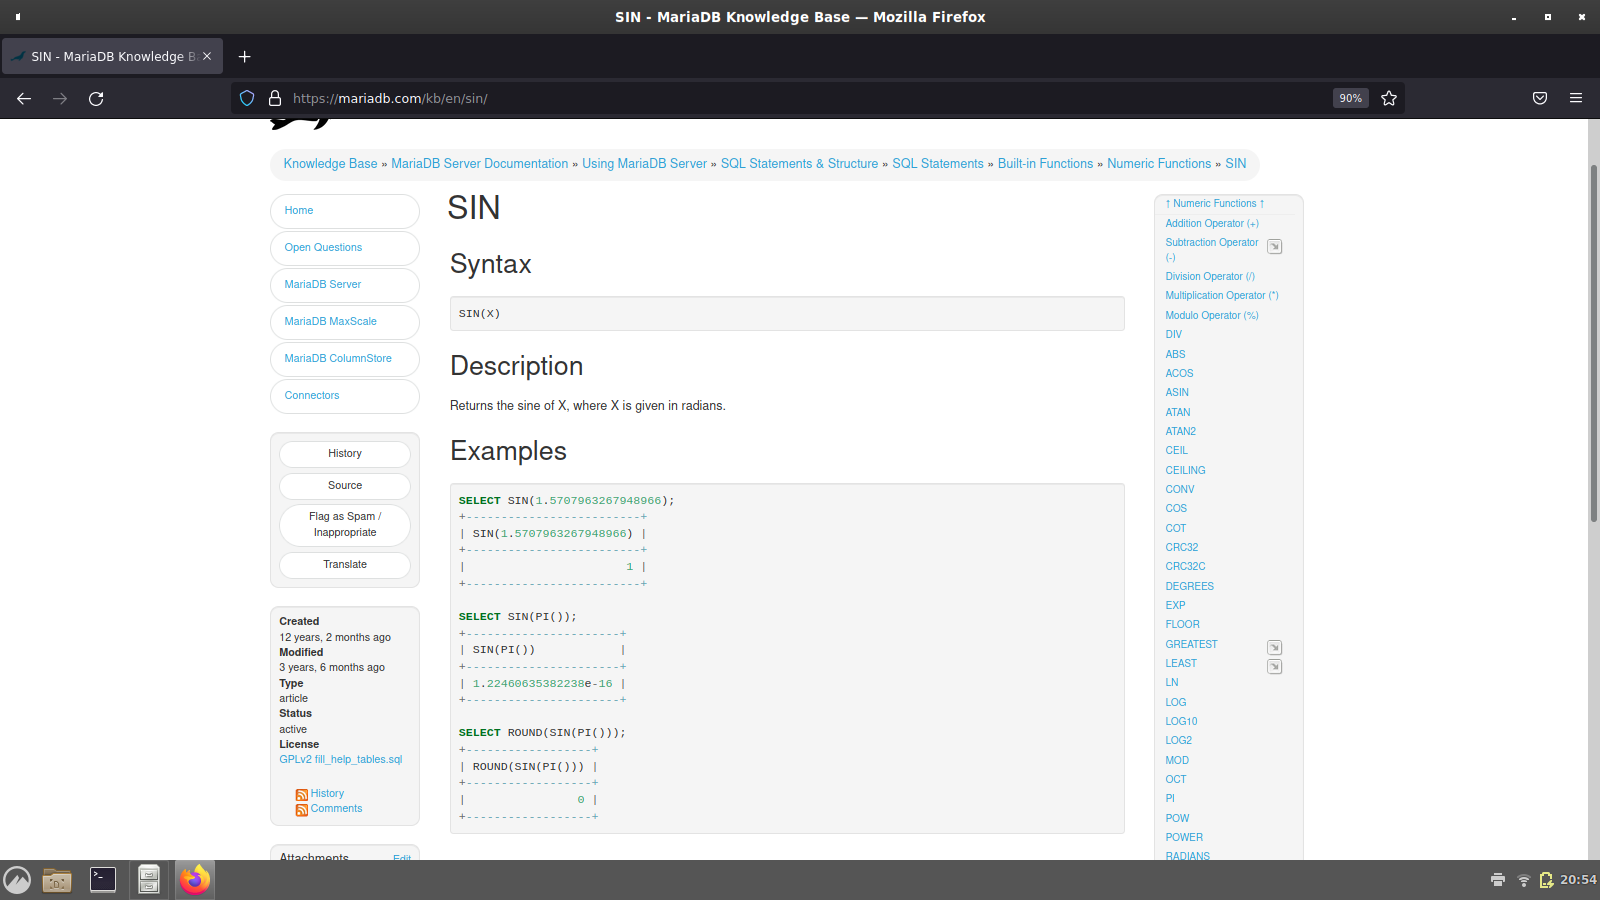 SIN - MariaDB Knowledge Base — Mozilla Firefox
SIN - MariaDB Knowledge B
https://mariadb.com/kb/en/sin/
90%
Knowledge Base » MariaDB Server Documentation » Using MariaDB Server » SQL Statements & Structure » SQL Statements » Built-in Functions » Numeric Functions » SIN
Home
Open Questions
MariaDB Server
MariaDB MaxScale
MariaDB ColumnStore
Connectors
History
Source
Flag as Spam /
Inappropriate
Translate
Created
12 years, 2 months ago
Modified
3 years, 6 months ago
Type
article
Status
active
License
GPLv2 fill_help_tables.sql
History
Comments
Attachments Edit
SIN
Syntax
SIN(X)
Description
Returns the sine of X, where X is given in radians.
Examples
SELECT SIN(1.5707963267948966);
+-------------------------+
| SIN(1.5707963267948966) |
+-------------------------+
|                       1 |
+-------------------------+
SELECT SIN(PI());
+----------------------+
| SIN(PI())            |
+----------------------+
| 1.22460635382238e-16 |
+----------------------+
SELECT ROUND(SIN(PI()));
+------------------+
| ROUND(SIN(PI())) |
+------------------+
|                0 |
+------------------+
↑ Numeric Functions ↑
Addition Operator (+)
Subtraction Operator
(-)
Division Operator (/)
Multiplication Operator (*)
Modulo Operator (%)
DIV
ABS
ACOS
ASIN
ATAN
ATAN2
CEIL
CEILING
CONV
COS
COT
CRC32
CRC32C
DEGREES
EXP
FLOOR
GREATEST
LEAST
LN
LOG
LOG10
LOG2
MOD
OCT
PI
POW
POWER
RADIANS
20:54